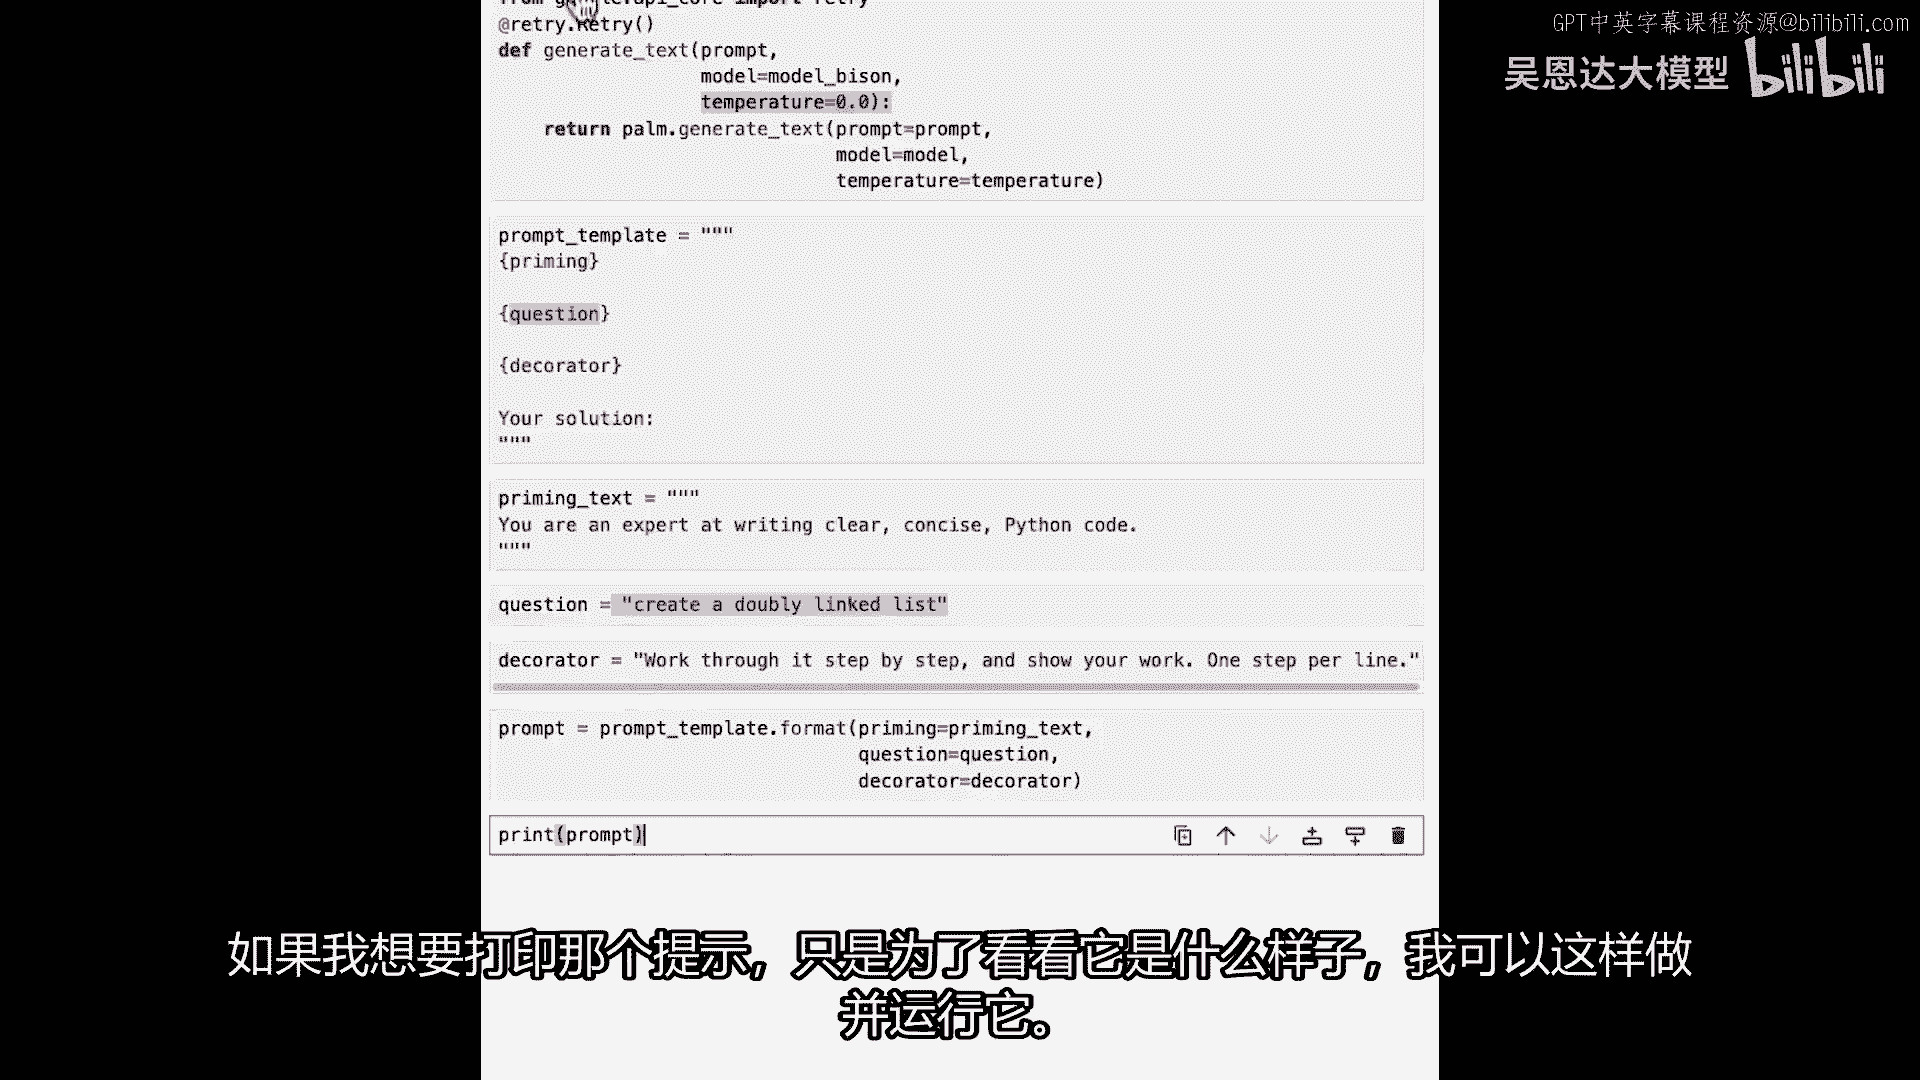 GPT中英字幕课程资源@bilibili.com
吴恩达大模型 bilibili
import retry
@retry.Retry()
def generate_text(prompt,
                  model=model_bison,
                  temperature=0.0):
    return palm.generate_text(prompt=prompt,
                              model=model,
                              temperature=temperature)
prompt_template = """
{priming}
{question}
{decorator}
Your solution:
"""
priming_text = """
You are an expert at writing clear, concise, Python code.
"""
question = "create a doubly linked list"
decorator = "Work through it step by step, and show your work. One step per line."
prompt = prompt_template.format(priming=priming_text,
                                question=question,
                                decorator=decorator)
print(prompt)
如果我想要打印那个提示，只是为了看看它是什么样子，我可以这样做
并运行它。